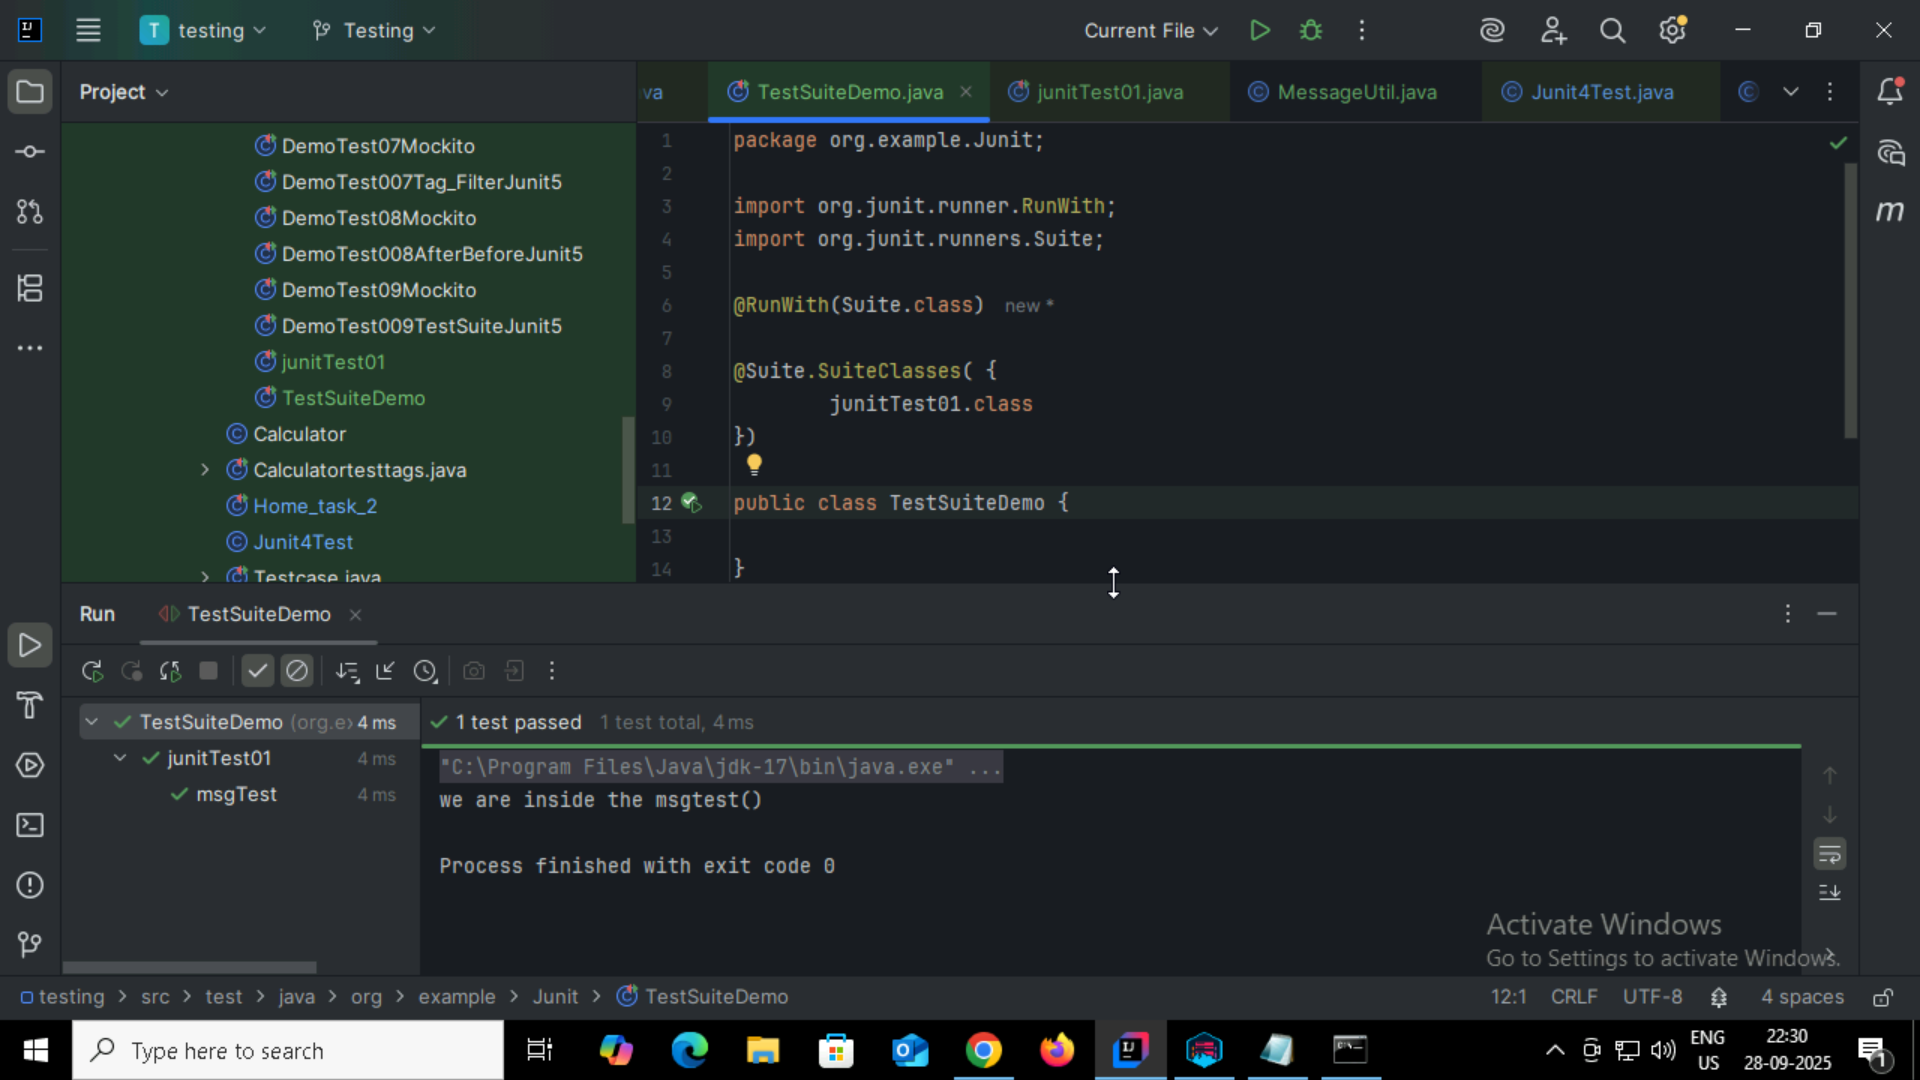 testing
Testing
Current File
Project
va
TestSuiteDemo.java
junitTest01.java
MessageUtil.java
Junit4Test.java
DemoTest07Mockito
DemoTest007Tag_FilterJunit5
DemoTest08Mockito
DemoTest008AfterBeforeJunit5
DemoTest09Mockito
DemoTest009TestSuiteJunit5
junitTest01
TestSuiteDemo
Calculator
Calculatortesttags.java
Home_task_2
Junit4Test
Testcase.java
1 package org.example.Junit;
2
3 import org.junit.runner.RunWith;
4 import org.junit.runners.Suite;
5
6 @RunWith(Suite.class) new *
7
8 @Suite.SuiteClasses( {
9 junitTest01.class
10 })
11
12 public class TestSuiteDemo {
13
14 }
Run TestSuiteDemo
TestSuiteDemo (org.e 4 ms
junitTest01 4 ms
msgTest 4 ms
1 test passed 1 test total, 4 ms
"C:\Program Files\Java\jdk-17\bin\java.exe" ...
we are inside the msgtest()
Process finished with exit code 0
Activate Windows
Go to Settings to activate Windows.
testing > src > test > java > org > example > Junit > TestSuiteDemo
12:1 CRLF UTF-8 4 spaces
Type here to search
ENG
US
22:30
28-09-2025
1